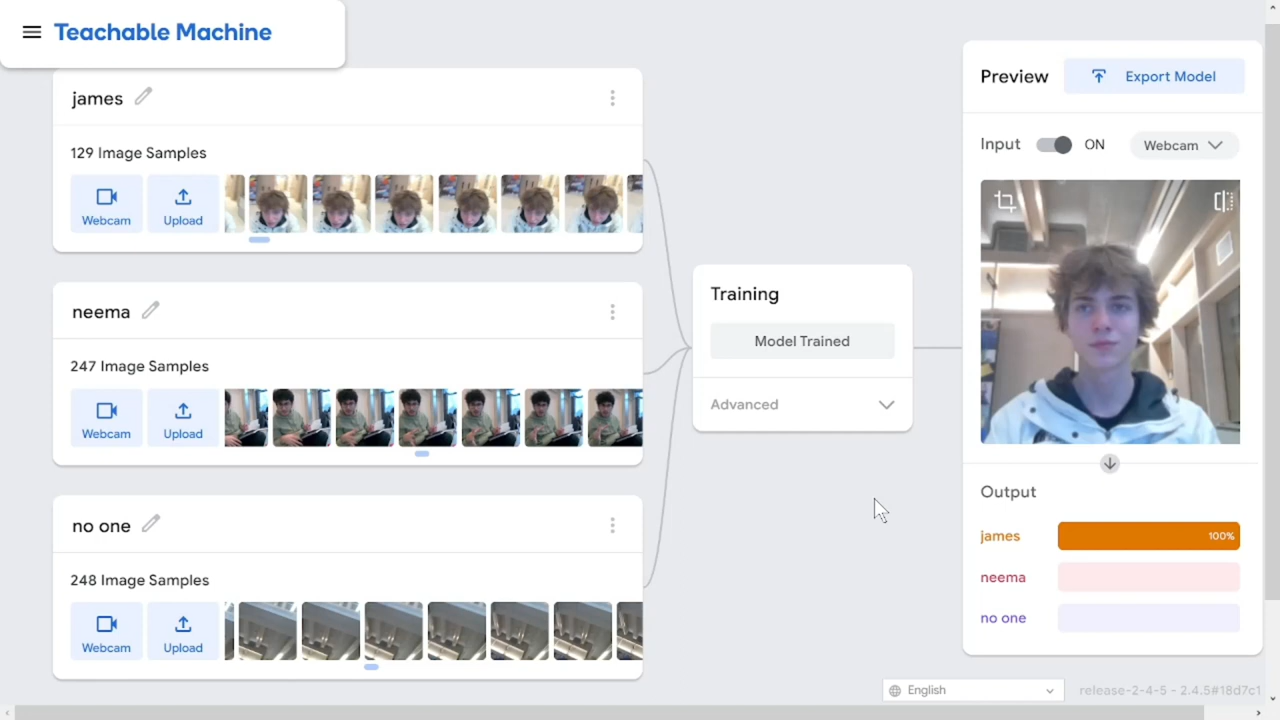 Teachable Machine
james
129 Image Samples
Webcam
Upload
neema
247 Image Samples
Webcam
Upload
no one
248 Image Samples
Webcam
Upload
Training
Model Trained
Advanced
Preview
Export Model
Input
ON
Webcam
Output
james
100%
neema
no one
English
release-2-4-5 - 2.4.5#18d7c1